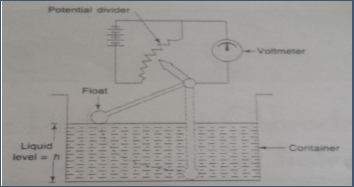 Potential divider
Voltmeter
Float
Liquid
level = h
Container